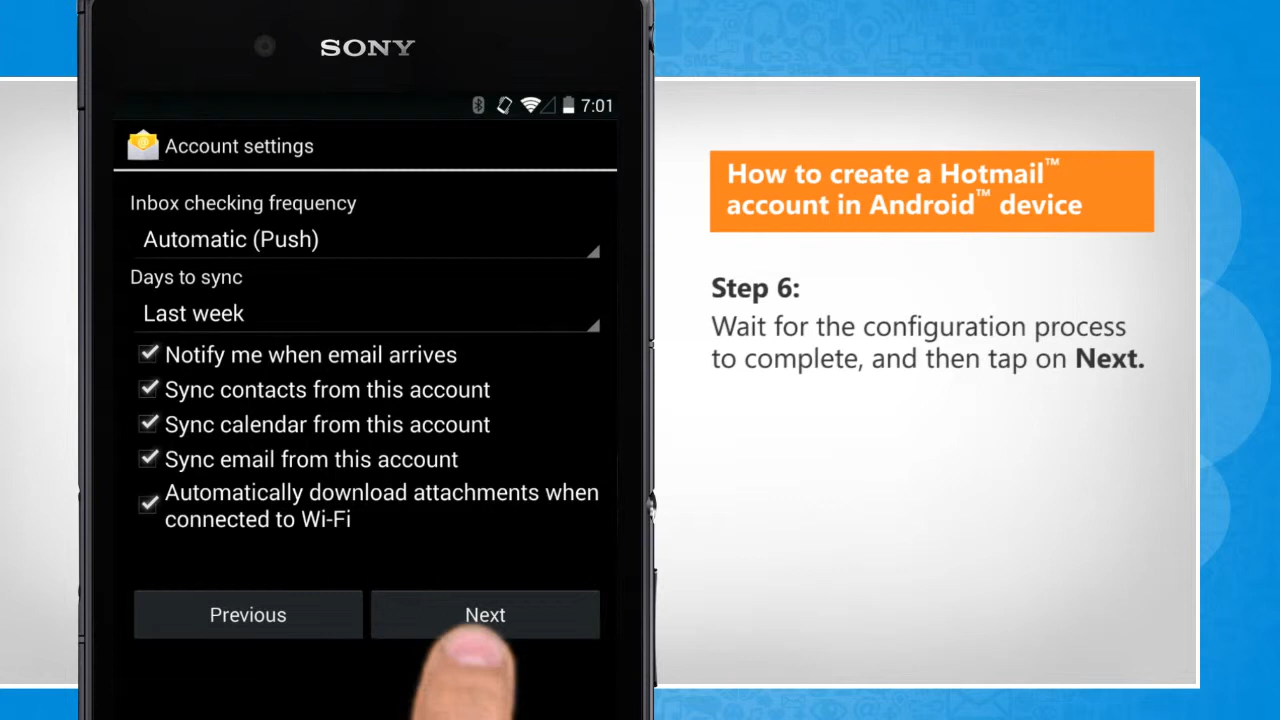 SONY
7:01
Account settings
Inbox checking frequency
Automatic (Push)
Days to sync
Last week
Notify me when email arrives
Sync contacts from this account
Sync calendar from this account
Sync email from this account
Automatically download attachments when
connected to Wi-Fi
Previous
Next
How to create a Hotmail™
account in Android™ device
Step 6:
Wait for the configuration process
to complete, and then tap on Next.